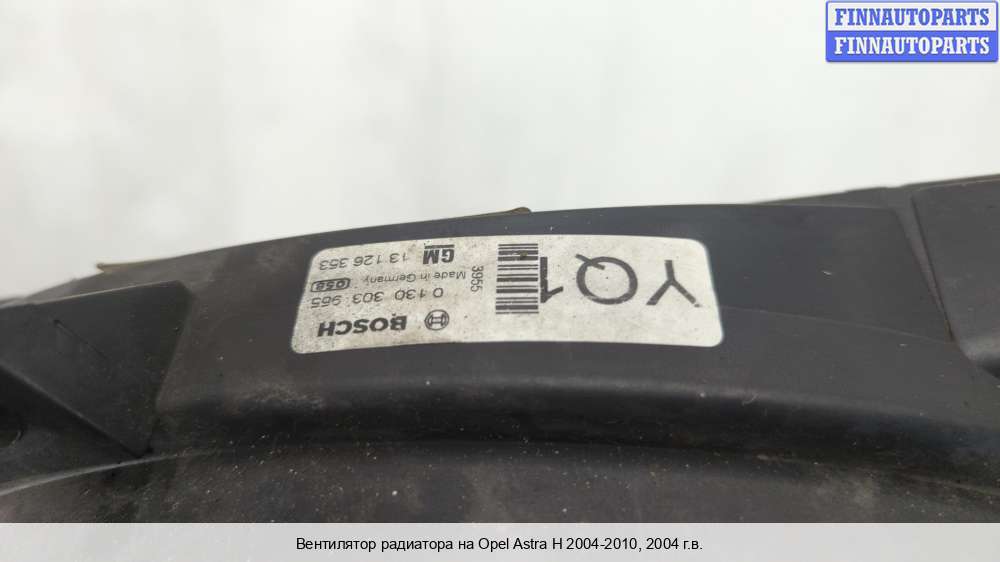 FINNAUTOPARTS
FINNAUTOPARTS
BOSCH
0 130 303 965
Made in Germany
GM 13 126 353
3955
YQ1
Вентилятор радиатора на Opel Astra H 2004-2010, 2004 г.в.